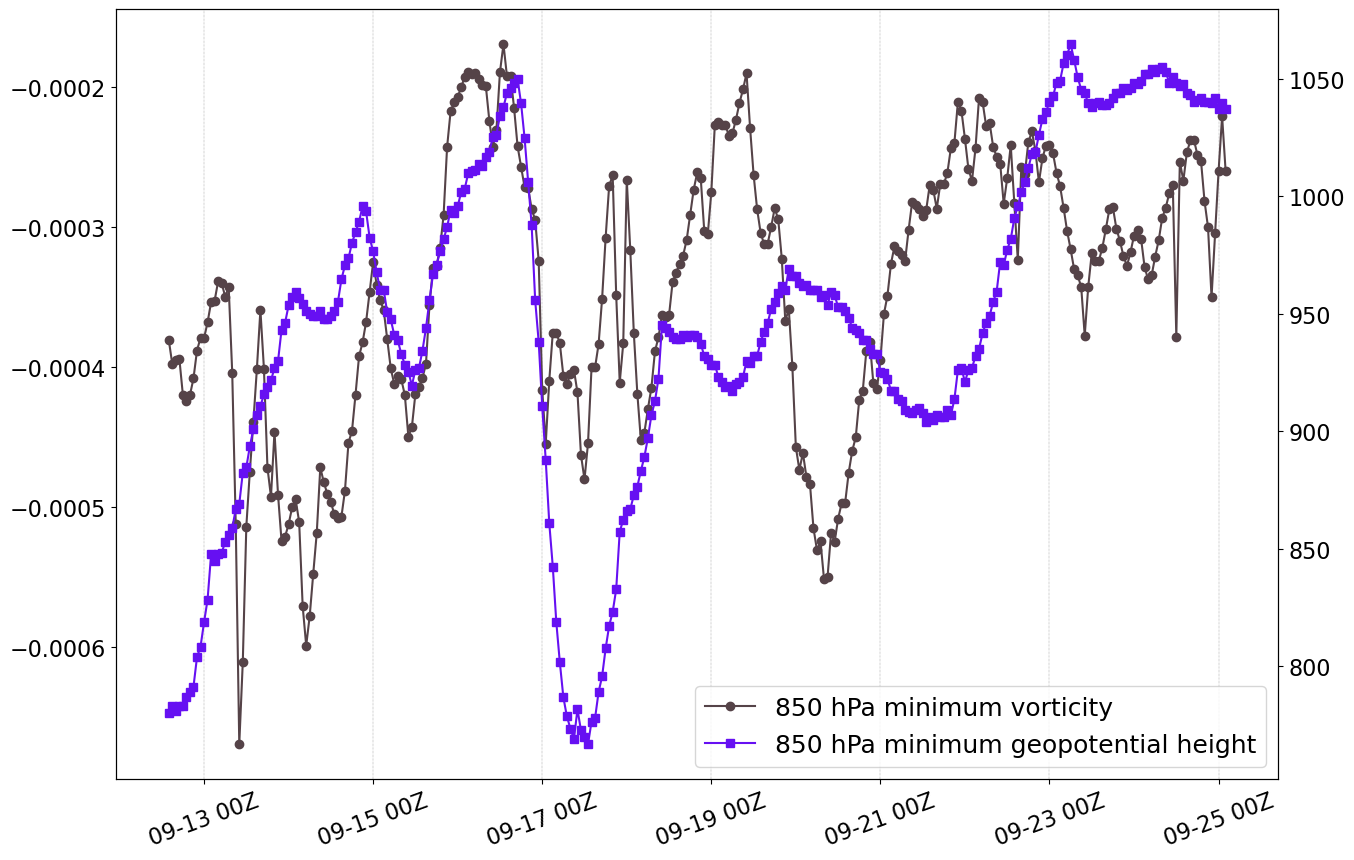 −0.0002
−0.0003
−0.0004
−0.0005
−0.0006
1050
1000
950
900
850
800
850 hPa minimum vorticity
850 hPa minimum geopotential height
09-13 00Z
09-15 00Z
09-17 00Z
09-19 00Z
09-21 00Z
09-23 00Z
09-25 00Z